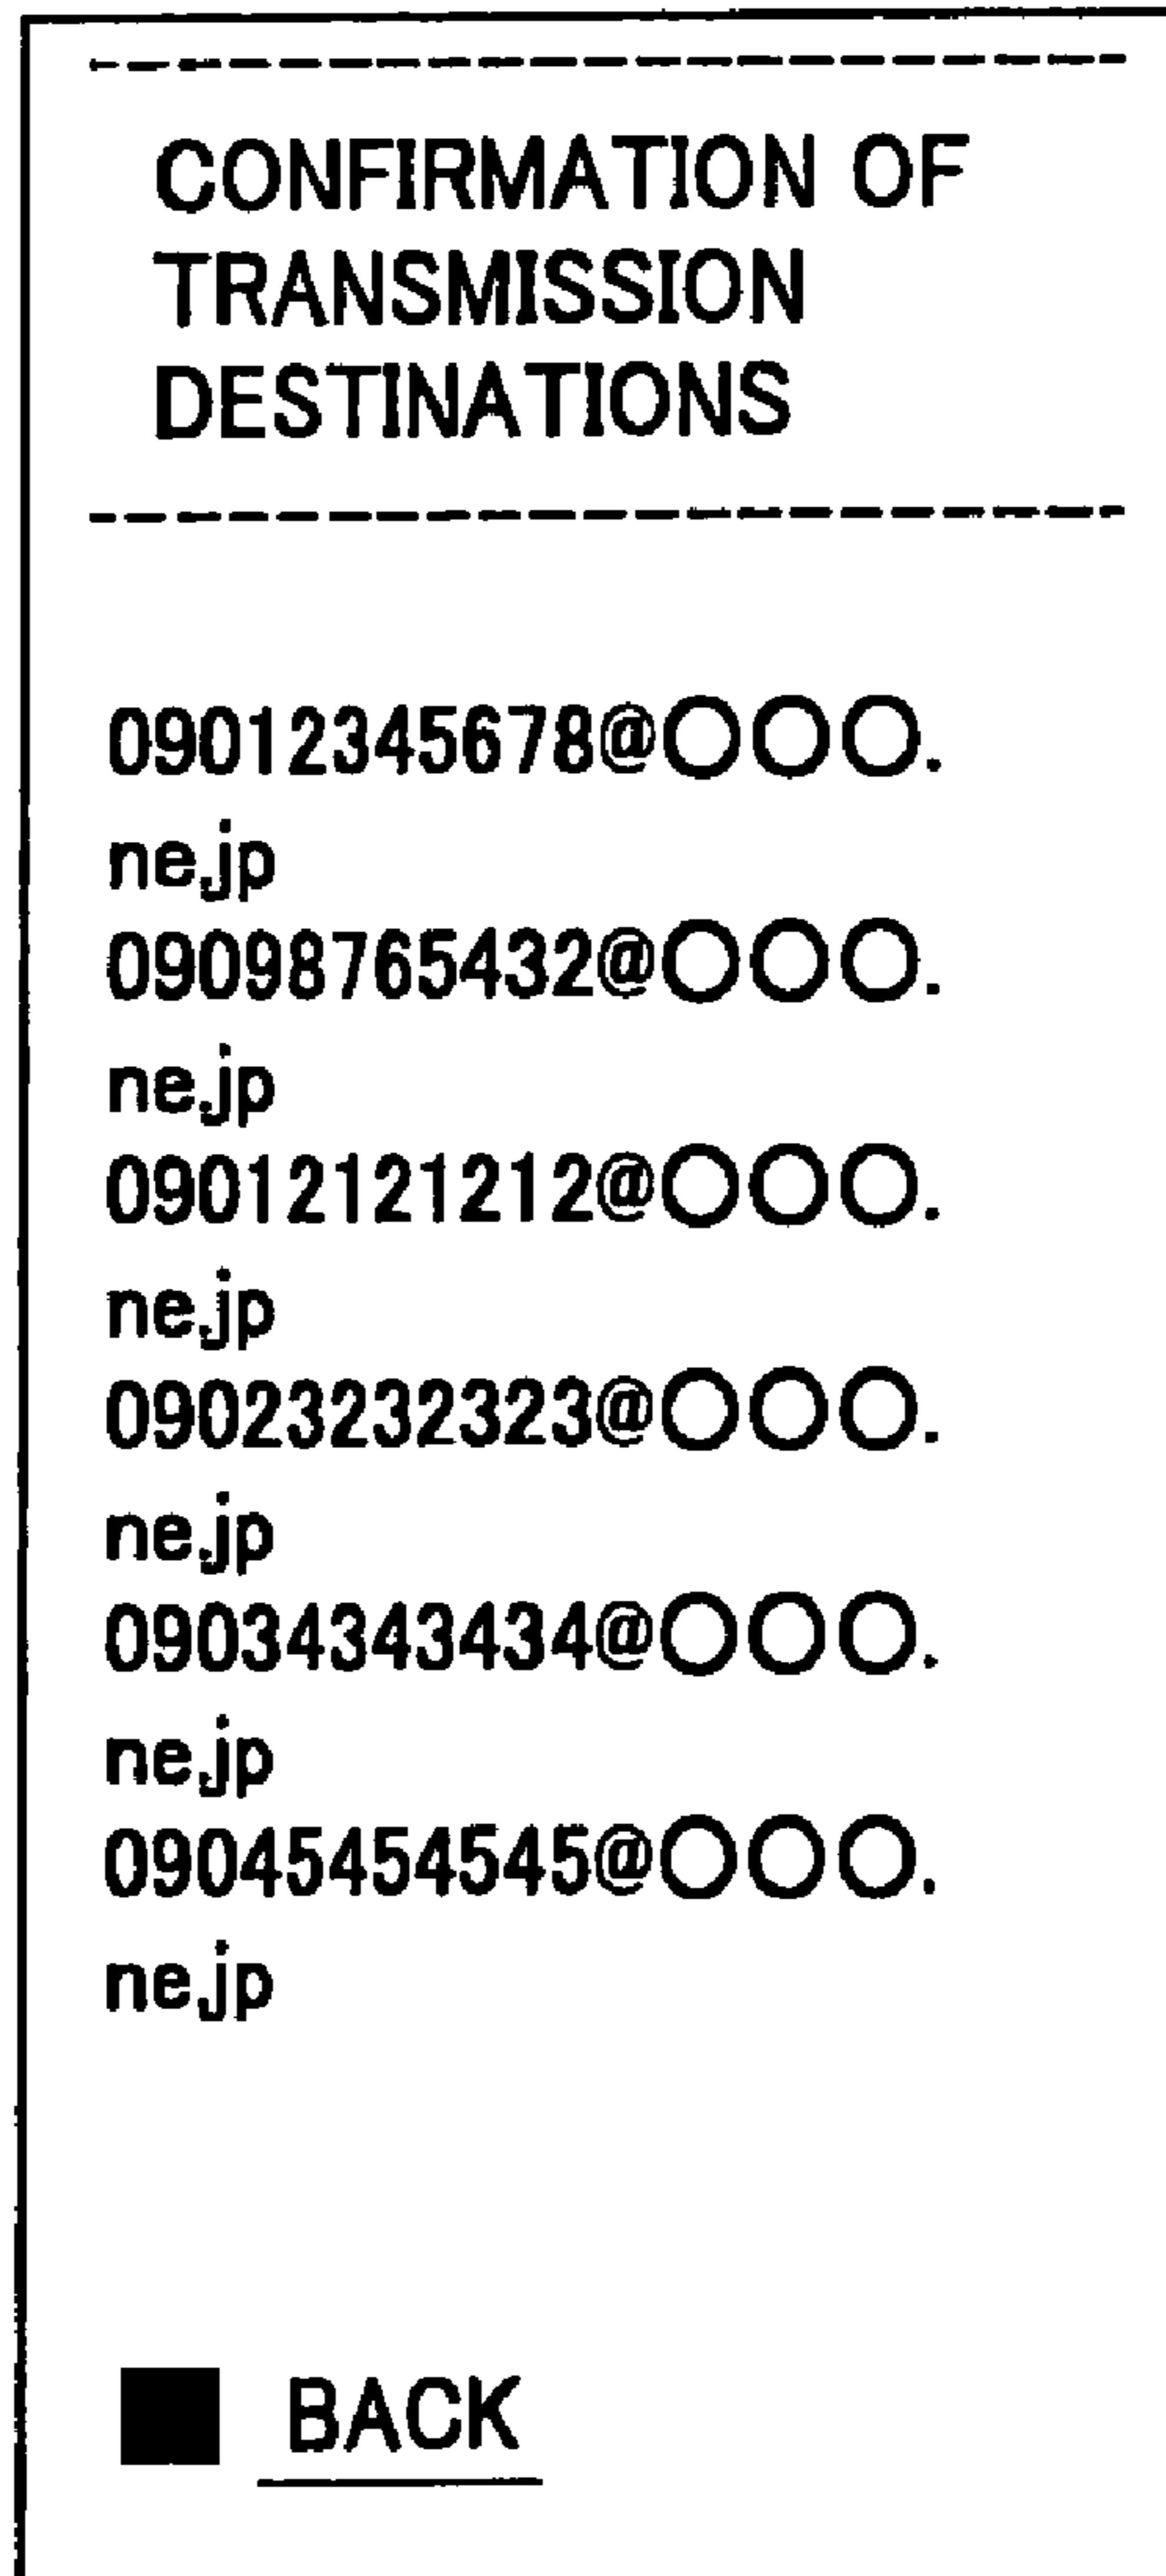 CONFIRMATION OF
TRANSMISSION
DESTINATIONS
09012345678@○○○.
ne.jp
09098765432@○○○.
ne.jp
09012121212@○○○.
ne.jp
09023232323@○○○.
ne.jp
09034343434@○○○.
ne.jp
09045454545@○○○.
ne.jp
■ BACK